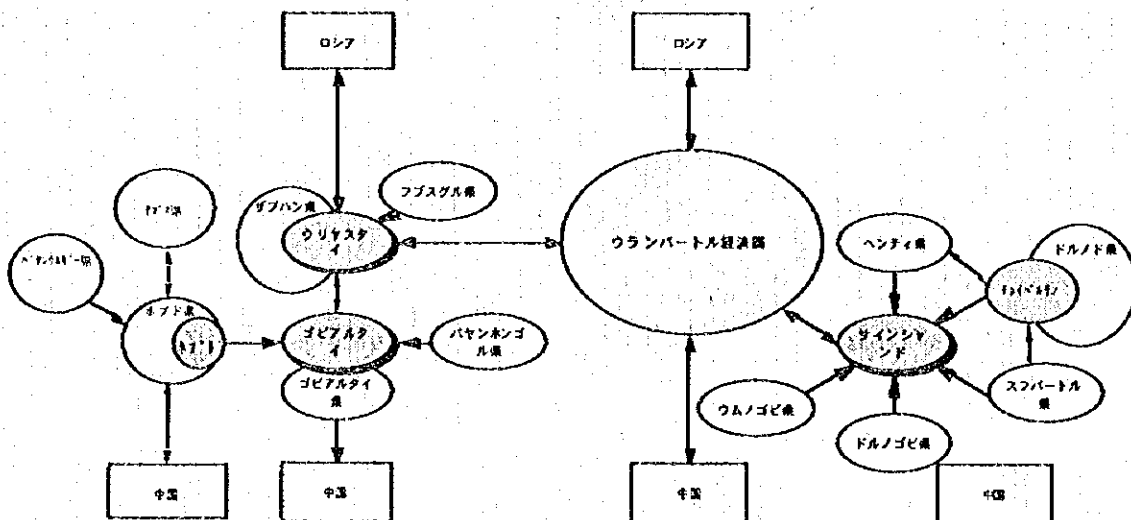 ロシア
ロシア
フブスグル県
ザブハン県
ウリヤスタイ
ウランバートル経済圏
ヘンティ県
ドルノド県
ホブド県
ゴビアルタイ
バヤンホンゴル県
サインシャンド
ゴビアルタイ県
ウムノゴビ県
スフバートル県
ドルノゴビ県
中国
中国
中国
中国